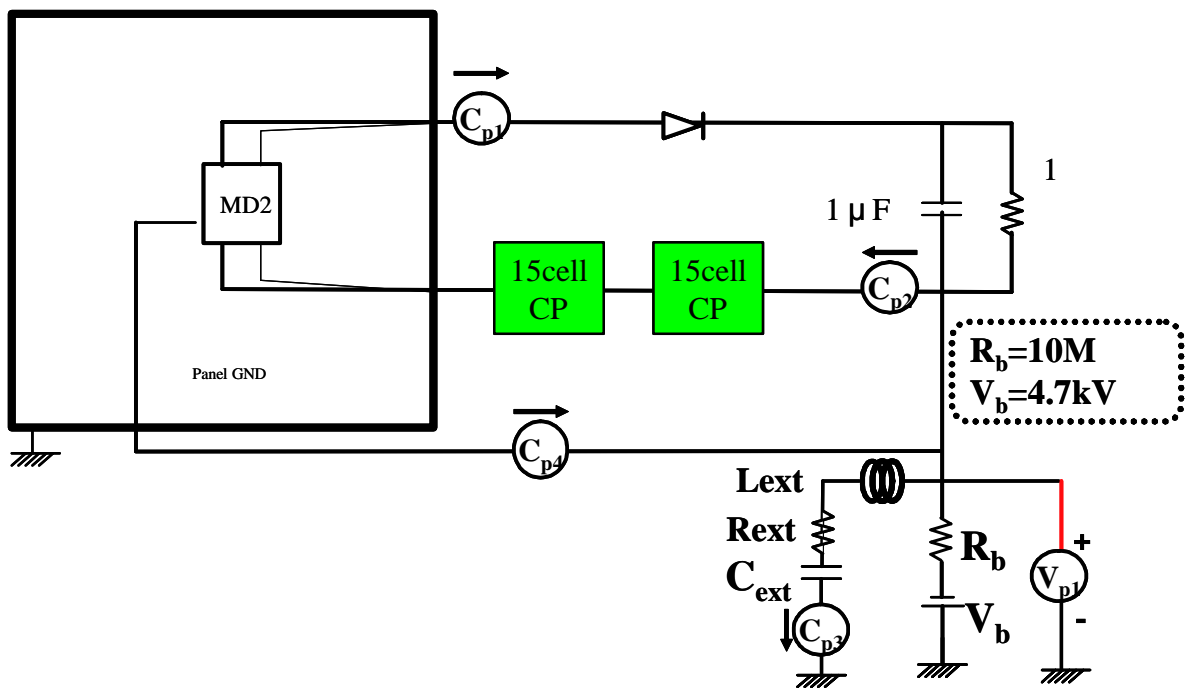 Cp1
MD2
1
1 μ F
15cell
CP
15cell
CP
Cp2
Rb=10M
Vb=4.7kV
Panel GND
Cp4
Lext
Rext
Rb
+
Cext
Vp1
Vb
-
Cp3